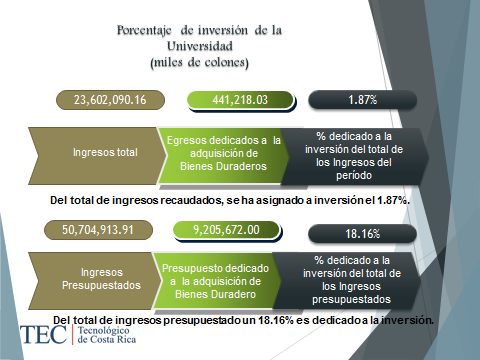 Porcentaje de inversión de la
Universidad
(miles de colones)
23,602,090.16
441,218.03
1.87%
Ingresos total
Egresos dedicados a la
adquisición de
Bienes Duraderos
% dedicado a la
inversión del total de
los Ingresos del
período
Del total de ingresos recaudados, se ha asignado a inversión el 1.87%.
50,704,913.91
9,205,672.00
18.16%
Ingresos
Presupuestados
Presupuesto dedicado
a la adquisición de
Bienes Duradero
% dedicado a la
inversión del total de
los Ingresos
presupuestados
Del total de ingresos presupuestado un 18.16% es dedicado a la inversión.
TEC
Tecnológico
de Costa Rica